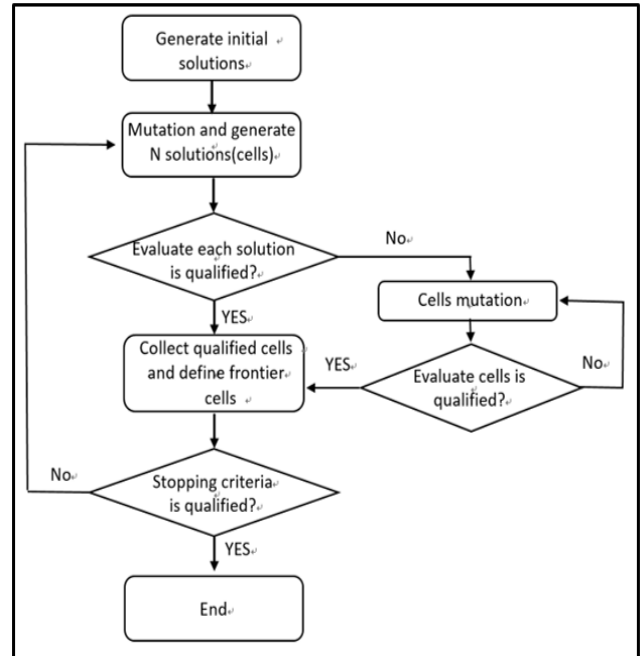 Generate initial
solutions
Mutation and generate
N solutions(cells)
Evaluate each solution
is qualified?
No
Cells mutation
YES
Collect qualified cells
and define frontier
cells
YES
Evaluate cells is
qualified?
No
No
Stopping criteria
is qualified?
YES
End